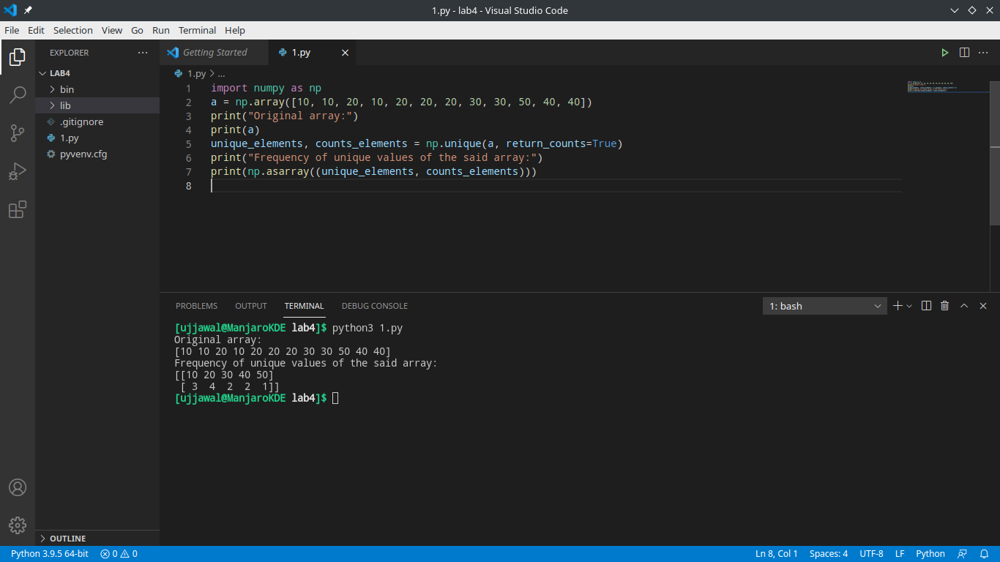 1.py - lab4 - Visual Studio Code
File Edit Selection View Go Run Terminal Help
EXPLORER
LAB4
bin
lib
.gitignore
1.py
pyvenv.cfg
OUTLINE
Getting Started
1.py
1.py > ...
1 import numpy as np
2 a = np.array([10, 10, 20, 10, 20, 20, 20, 30, 30, 50, 40, 40])
3 print("Original array:")
4 print(a)
5 unique_elements, counts_elements = np.unique(a, return_counts=True)
6 print("Frequency of unique values of the said array:")
7 print(np.asarray((unique_elements, counts_elements)))
8
PROBLEMS OUTPUT TERMINAL DEBUG CONSOLE
1: bash
[ujjawal@ManjaroKDE lab4]$ python3 1.py
Original array:
[10 10 20 10 20 20 20 30 30 50 40 40]
Frequency of unique values of the said array:
[[10 20 30 40 50]
 [ 3  4  2  2  1]]
[ujjawal@ManjaroKDE lab4]$
Python 3.9.5 64-bit 0 0 Ln 8, Col 1 Spaces: 4 UTF-8 LF Python